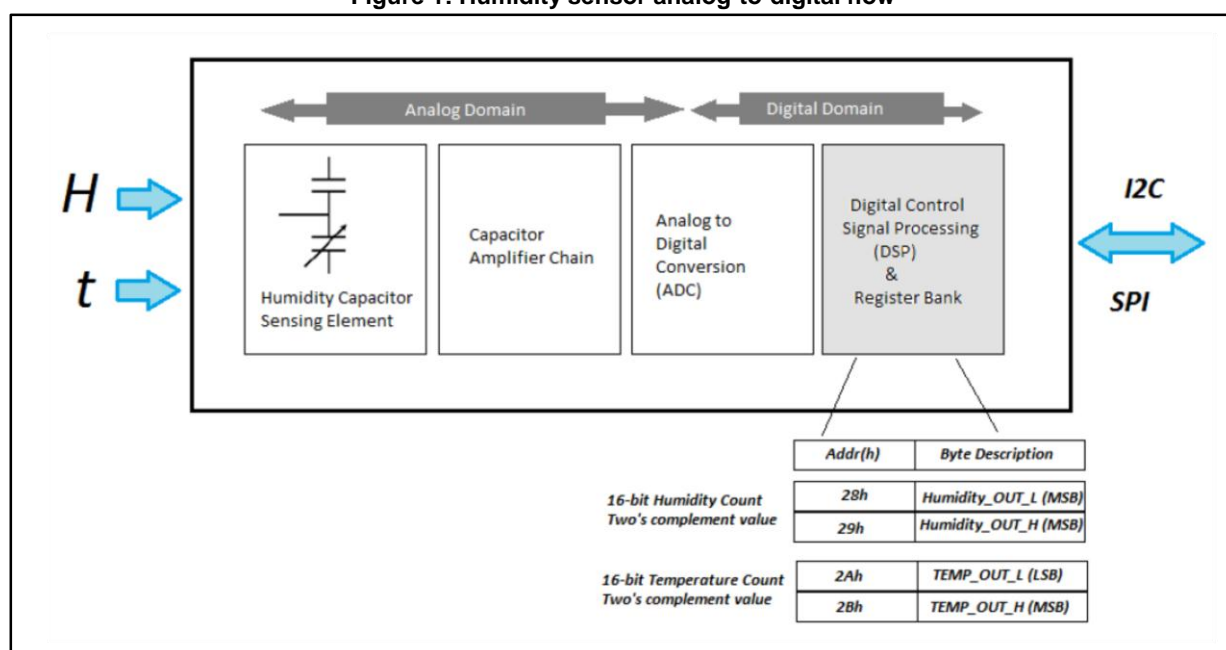 Figure 1. Humidity sensor analog-to-digital flow
Analog Domain
Digital Domain
H
t
Humidity Capacitor
Sensing Element
Capacitor
Amplifier Chain
Analog to
Digital
Conversion
(ADC)
Digital Control
Signal Processing
(DSP)
&
Register Bank
I2C
SPI
Addr(h) Byte Description
16-bit Humidity Count
Two's complement value
28h Humidity_OUT_L (MSB)
29h Humidity_OUT_H (MSB)
16-bit Temperature Count
Two's complement value
2Ah TEMP_OUT_L (LSB)
2Bh TEMP_OUT_H (MSB)